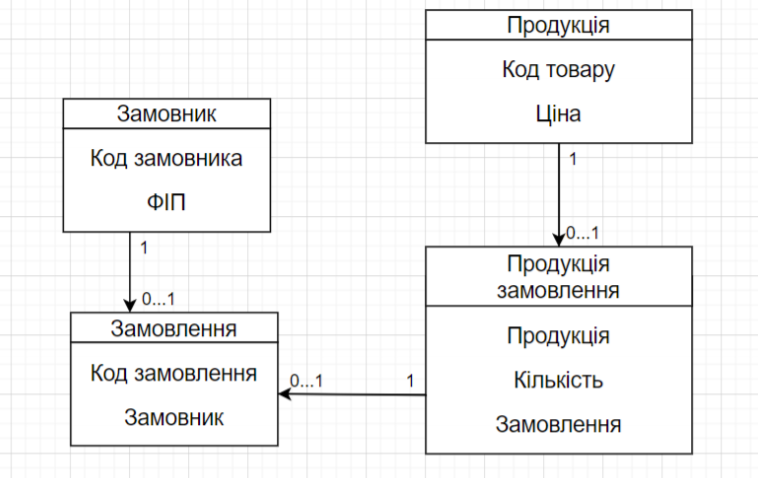 Продукція
Код товару
Ціна
1
0...1
Замовник
Код замовника
ФІП
1
0...1
Замовлення
Код замовлення
Замовник
0...1
1
Продукція
замовлення
Продукція
Кількість
Замовлення